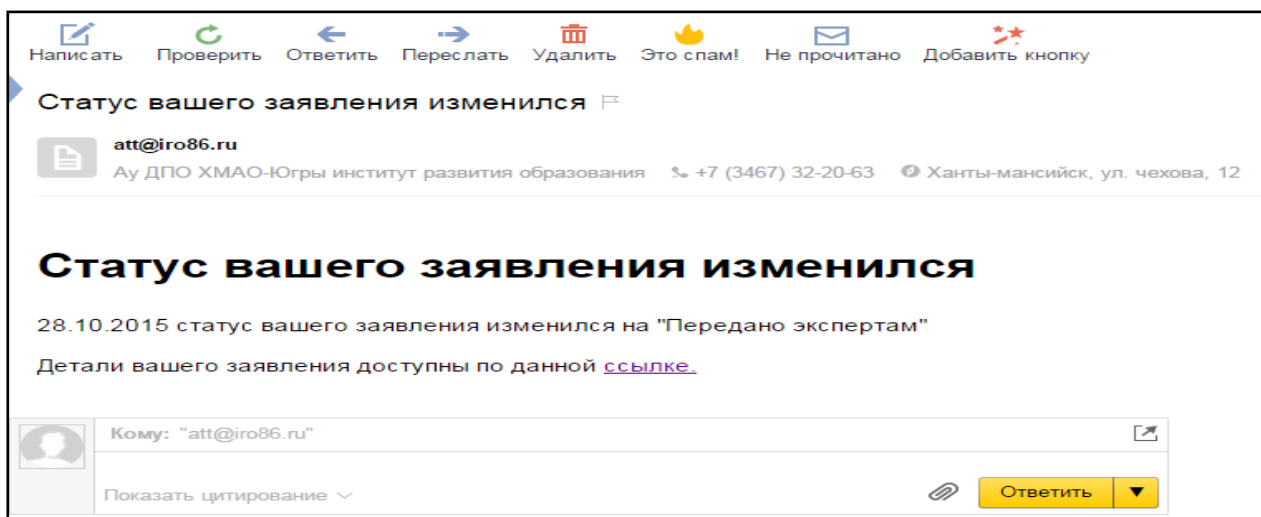 Написать Проверить Ответить Переслать Удалить Это спам! Не прочитано Добавить кнопку
Статус вашего заявления изменился
att@iro86.ru
Ау ДПО ХМАО-Югры институт развития образования +7 (3467) 32-20-63 Ханты-мансийск, ул. чехова, 12
Статус вашего заявления изменился
28.10.2015 статус вашего заявления изменился на "Передано экспертам"
Детали вашего заявления доступны по данной ссылке.
Кому: "att@iro86.ru"
Показать цитирование Ответить